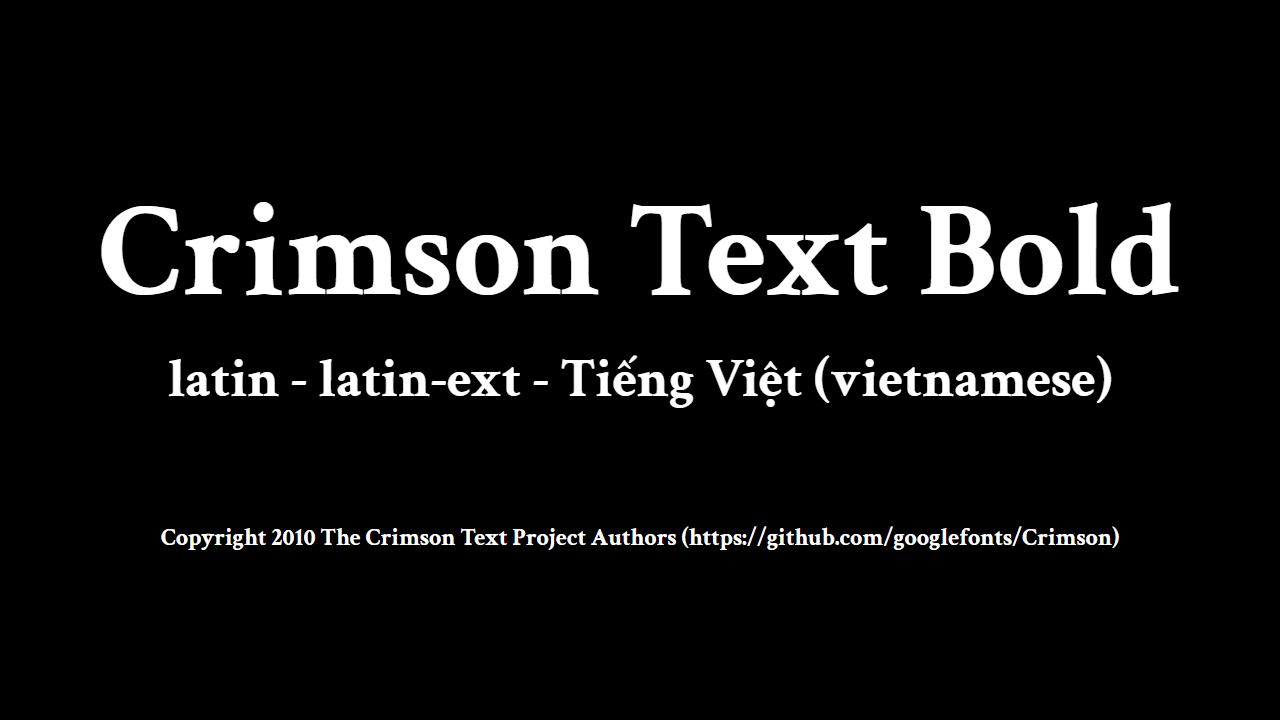 Crimson Text Bold
latin - latin-ext - Tiếng Việt (vietnamese)
Copyright 2010 The Crimson Text Project Authors (https://github.com/googlefonts/Crimson)